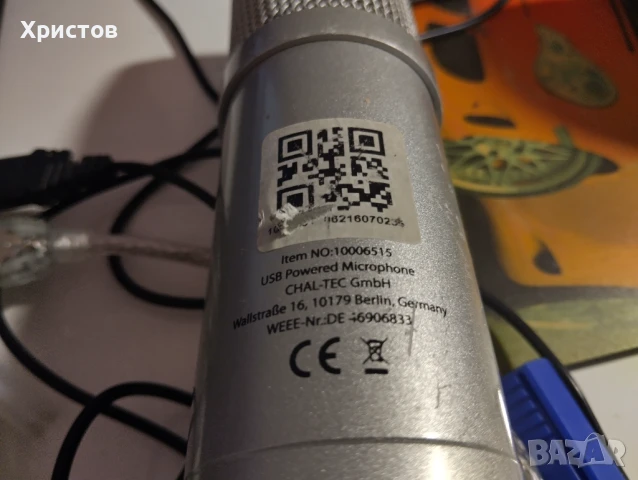 Христов
Item NO:10006515
USB Powered Microphone
CHAL-TEC GmbH
Wallstraße 16, 10179 Berlin, Germany
WEEE-Nr.:DE 46906833
CE
BAZAR